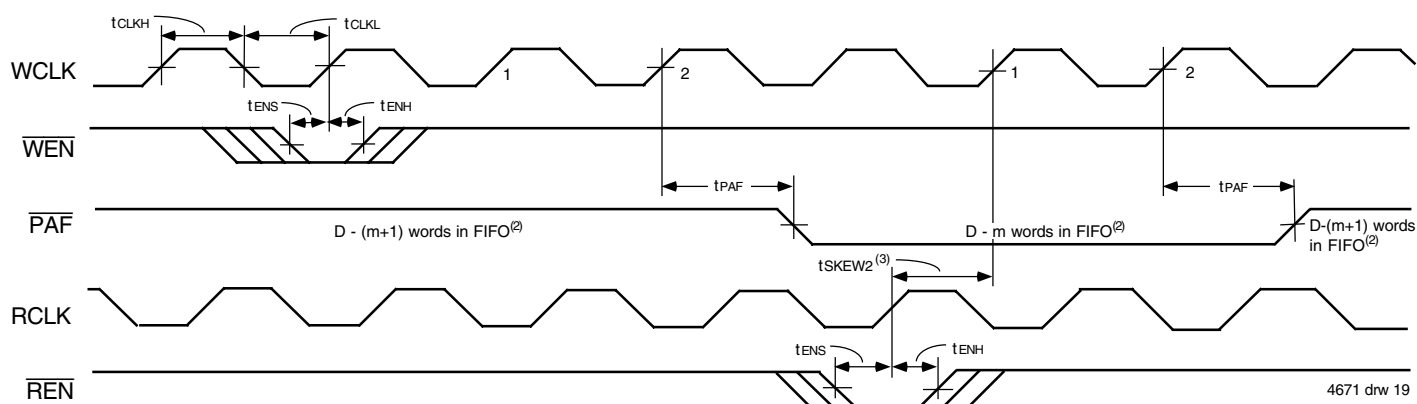 tCLKH
tCLKL
WCLK
1
2
1
2
tENS
tENH
WEN
tPAF
tPAF
PAF
D - (m+1) words in FIFO(2)
D - m words in FIFO(2)
D-(m+1) words
in FIFO(2)
tSKEW2(3)
RCLK
tENS
tENH
REN
4671 drw 19